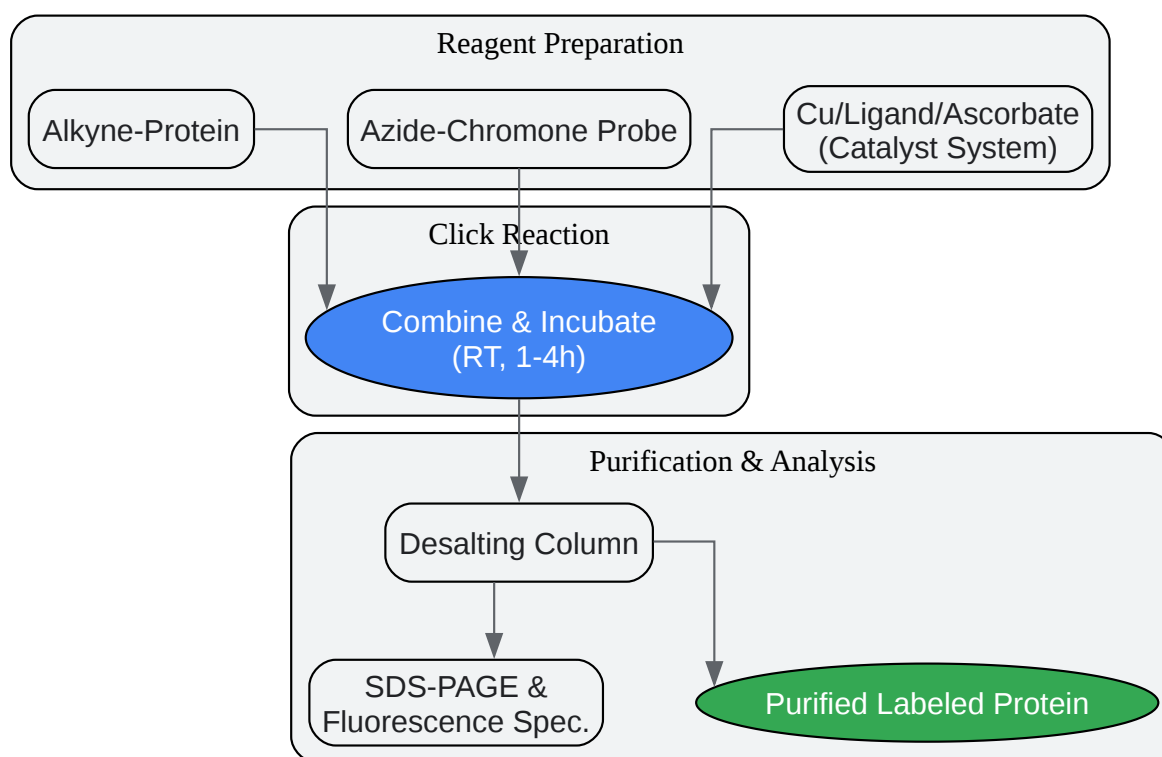 Reagent Preparation
Alkyne-Protein
Azide-Chromone Probe
Cu/Ligand/Ascorbate
(Catalyst System)
Click Reaction
Combine & Incubate
(RT, 1-4h)
Purification & Analysis
Desalting Column
SDS-PAGE &
Fluorescence Spec.
Purified Labeled Protein